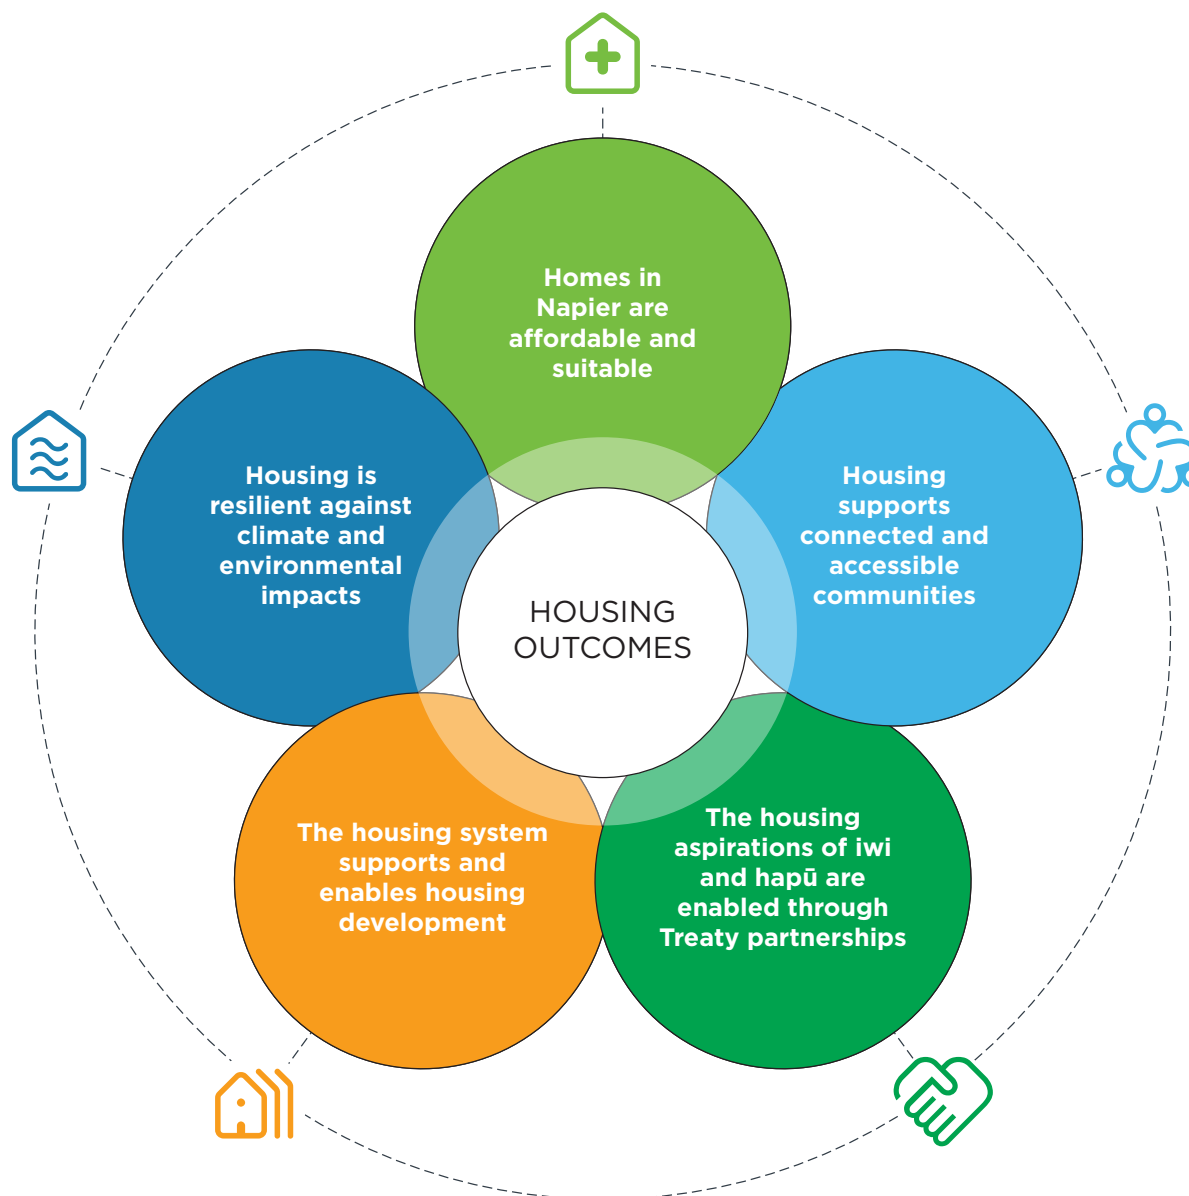 Homes in
Napier are
affordable and
suitable
Housing
supports
connected and
accessible
communities
The housing
aspirations of iwi
and hapū are
enabled through
Treaty partnerships
The housing system
supports and
enables housing
development
Housing is
resilient against
climate and
environmental
impacts
HOUSING
OUTCOMES